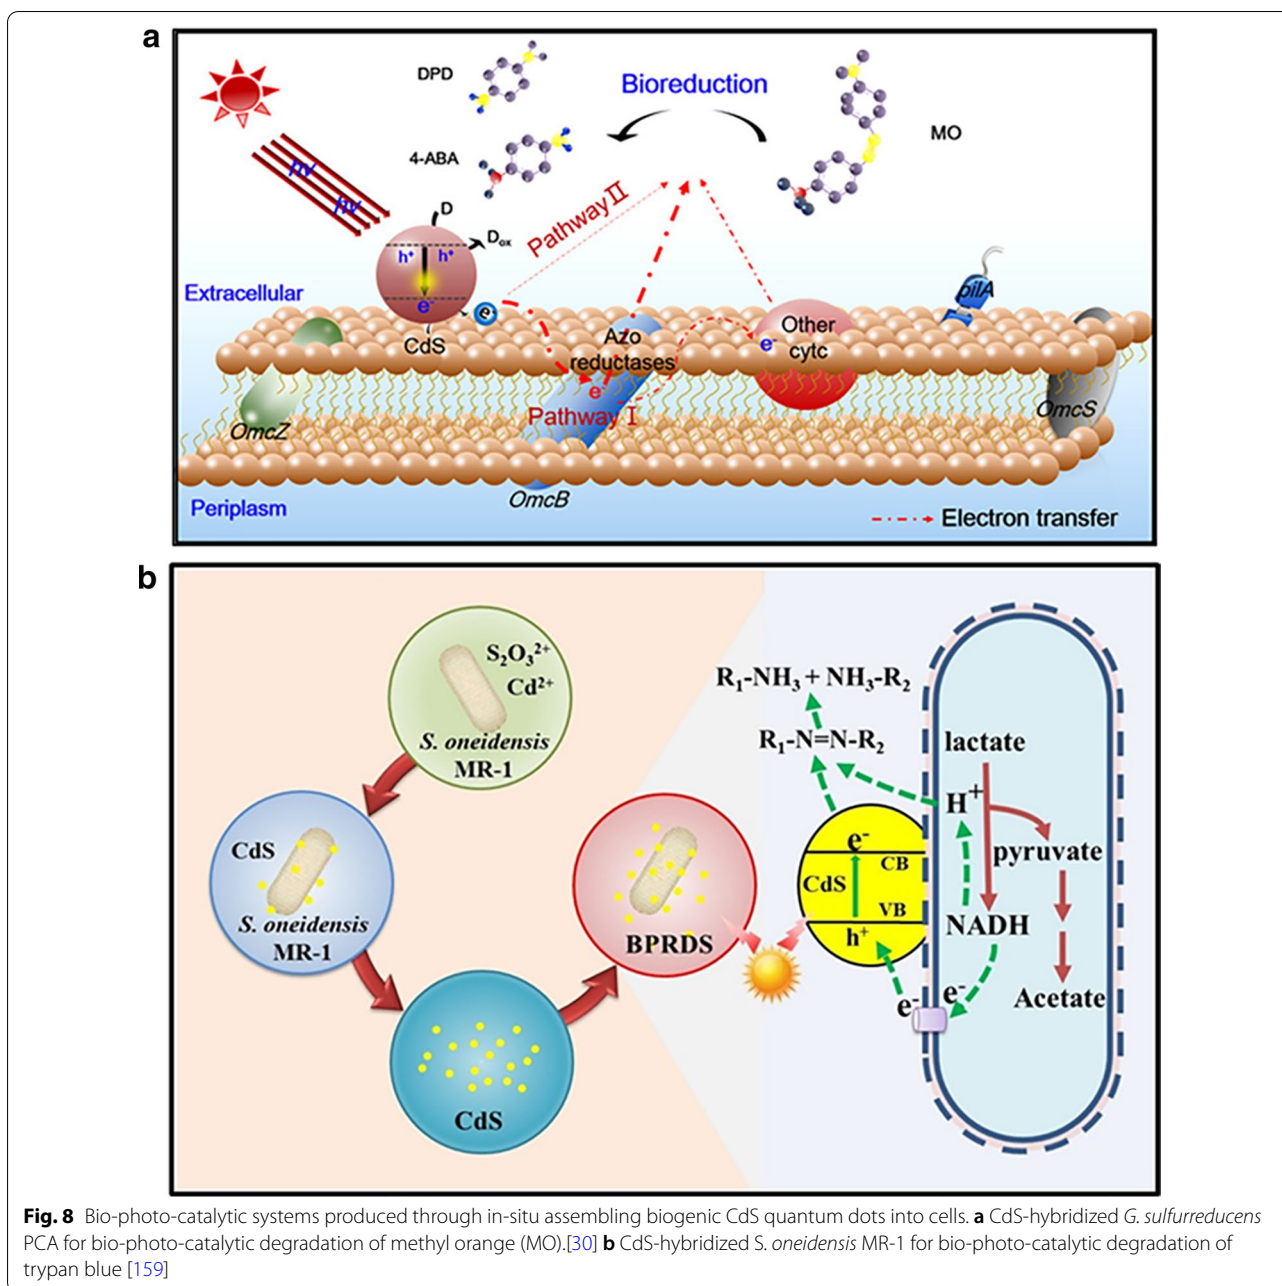 a
DPD
Bioreduction
MO
4-ABA
hv
hv
D
Dox
h⁺ h⁺
e⁻
e⁻
CdS
Pathway II
Extracellular
pilA
Azo
reductases
Other
cytc
e⁻
e⁻
Pathway I
OmcZ
OmcS
OmcB
Periplasm
Electron transfer
b
S₂O₃²⁺
Cd²⁺
S. oneidensis
MR-1
CdS
S. oneidensis
MR-1
CdS
BPRDS
R₁-NH₃ + NH₃-R₂
R₁-N=N-R₂
e⁻
CB
CdS
VB
h⁺
e⁻
e⁻
lactate
H⁺
pyruvate
NADH
Acetate
Fig. 8 Bio-photo-catalytic systems produced through in-situ assembling biogenic CdS quantum dots into cells. a CdS-hybridized G. sulfurreducens
PCA for bio-photo-catalytic degradation of methyl orange (MO).[30] b CdS-hybridized S. oneidensis MR-1 for bio-photo-catalytic degradation of
trypan blue [159]